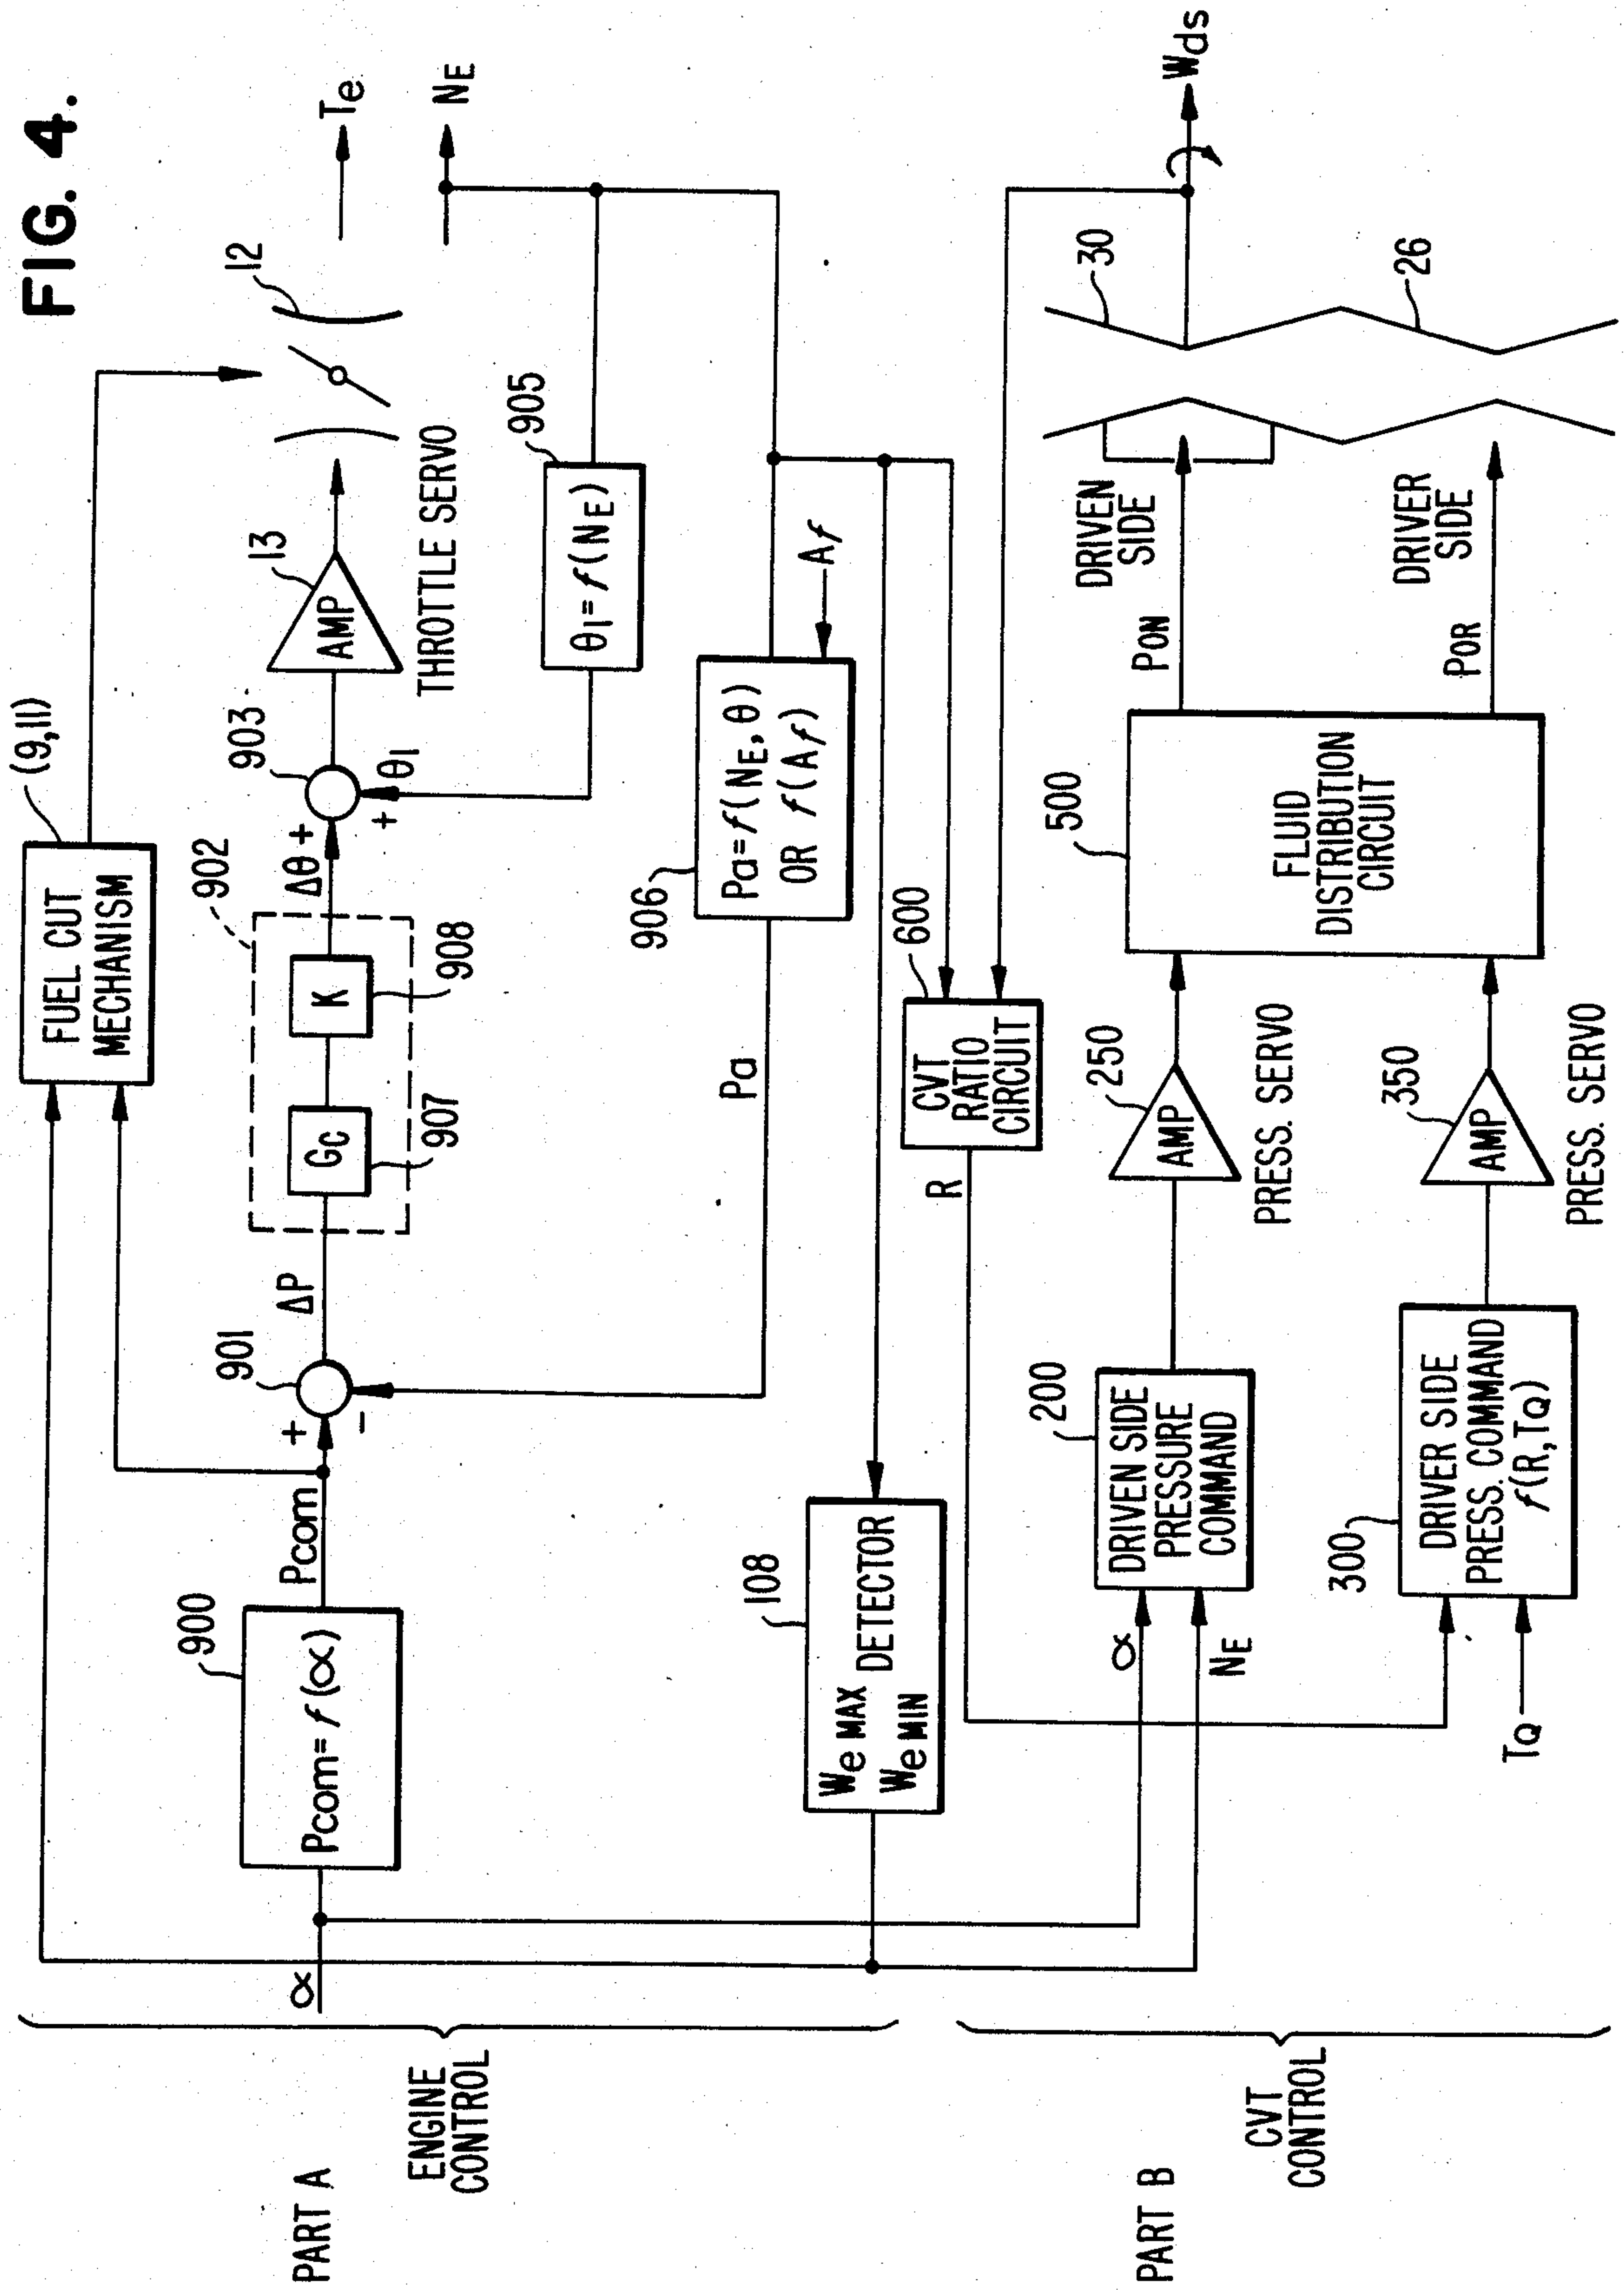 FIG. 4.
PART A
ENGINE
CONTROL
α
900
Pcom = f(α)
Pcom
+
−
901
ΔP
902
GC
907
K
908
Δθ
+
903
+
θ1
FUEL CUT
MECHANISM
(9,11)
13
AMP
THROTTLE SERVO
12
Te
NE
905
θ1 = f(NE)
906
Pa = f(NE, θ)
OR f(Af)
Af
Pa
108
We MAX
We MIN
DETECTOR
PART B
CVT
CONTROL
600
CVT
RATIO
CIRCUIT
R
α
NE
200
DRIVEN SIDE
PRESSURE
COMMAND
250
AMP
PRESS. SERVO
TQ
300
DRIVER SIDE
PRESS. COMMAND
f(R,TQ)
350
AMP
PRESS. SERVO
500
FLUID
DISTRIBUTION
CIRCUIT
PON
POR
DRIVEN
SIDE
DRIVER
SIDE
30
26
Wds